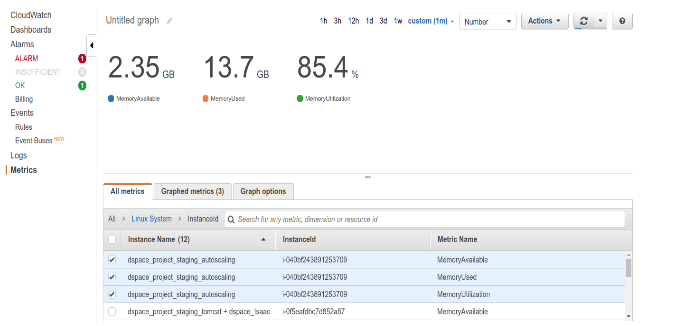 CloudWatch
Dashboards
Alarms
ALARM 1
INSUFFICIENT 0
OK 1
Billing
Events
Rules
Event Buses NEW
Logs
Metrics
Untitled graph
1h 3h 12h 1d 3d 1w custom (1m)
Number
Actions
?
2.35 GB
13.7 GB
85.4 %
MemoryAvailable
MemoryUsed
MemoryUtilization
All metrics
Graphed metrics (3)
Graph options
All > Linux System > InstanceId
Search for any metric, dimension or resource id
Instance Name (12) InstanceId Metric Name
dspace_project_staging_autoscaling i-040bf243891253709 MemoryAvailable
dspace_project_staging_autoscaling i-040bf243891253709 MemoryUsed
dspace_project_staging_autoscaling i-040bf243891253709 MemoryUtilization
dspace_project_staging_tomcat + dspace_Isaac i-0f5eafdbc7d852a67 MemoryAvailable